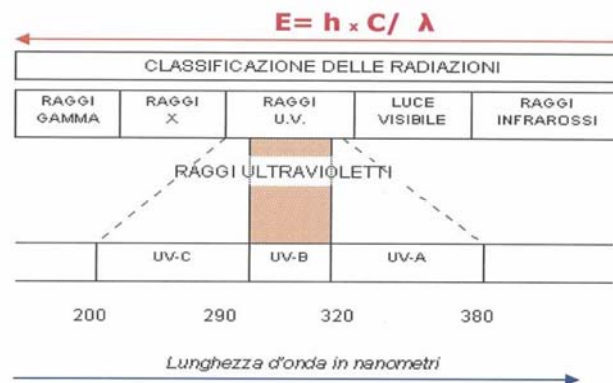 E= h x C/ λ
CLASSIFICAZIONE DELLE RADIAZIONI
RAGGI GAMMA
RAGGI X
RAGGI U.V.
LUCE VISIBILE
RAGGI INFRAROSSI
RAGGI ULTRAVIOLETTI
UV-C UV-B UV-A
200 290 320 380
Lunghezza d'onda in nanometri